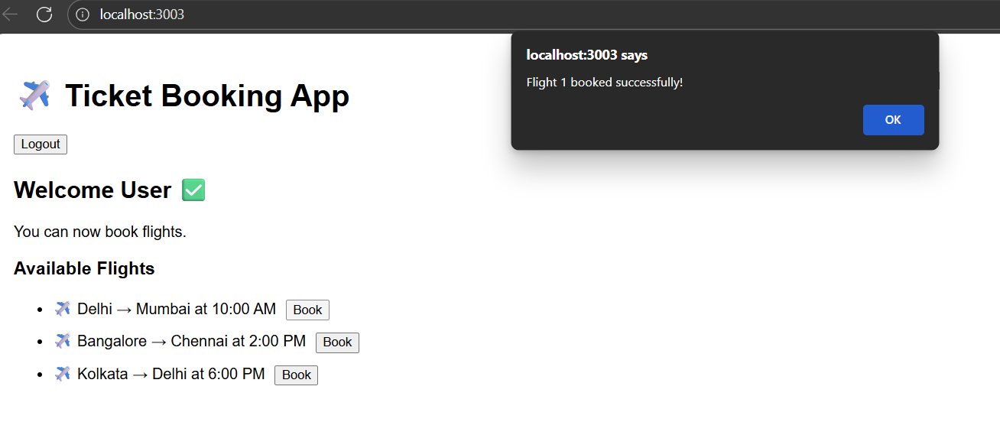 localhost:3003
localhost:3003 says
Flight 1 booked successfully!
OK
✈️ Ticket Booking App
Logout
Welcome User ✅
You can now book flights.
Available Flights
• ✈️ Delhi → Mumbai at 10:00 AM Book
• ✈️ Bangalore → Chennai at 2:00 PM Book
• ✈️ Kolkata → Delhi at 6:00 PM Book